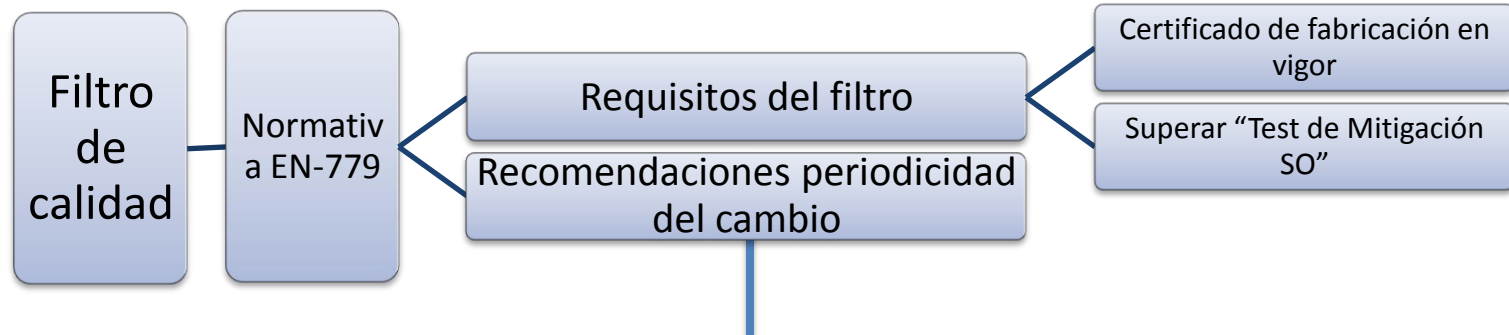 Filtro
de
calidad
Normativ
a EN-779
Requisitos del filtro
Recomendaciones periodicidad
del cambio
Certificado de fabricación en
vigor
Superar “Test de Mitigación
SO”